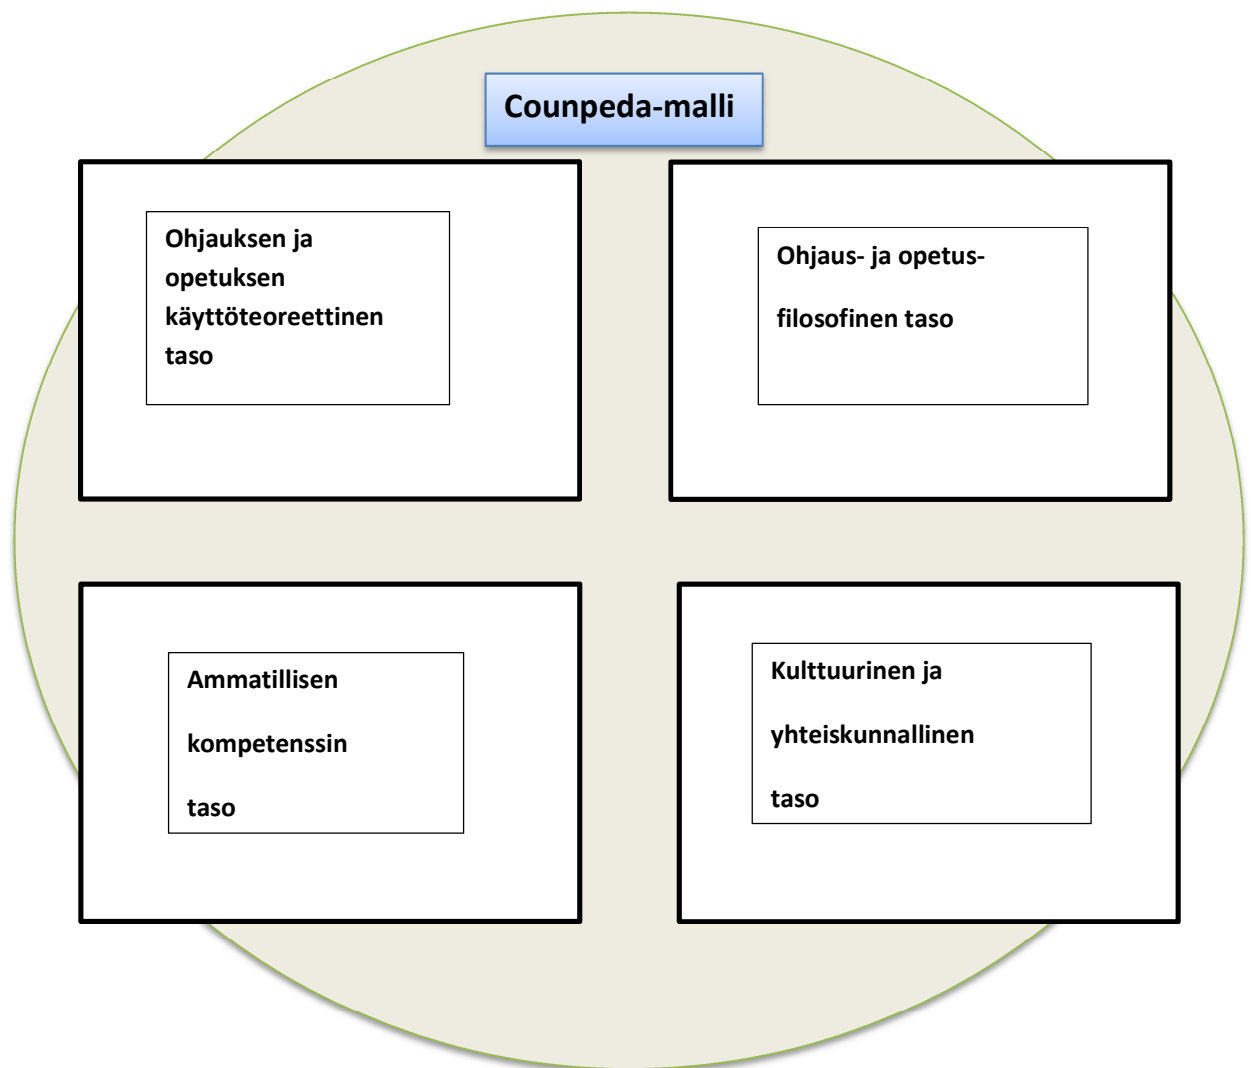 Counpeda-malli
Ohjauksen ja
opetuksen
käyttöteoreettinen
taso
Ohjaus- ja opetus-
filosofinen taso
Ammatillisen
kompetenssin
taso
Kulttuurinen ja
yhteiskunnallinen
taso